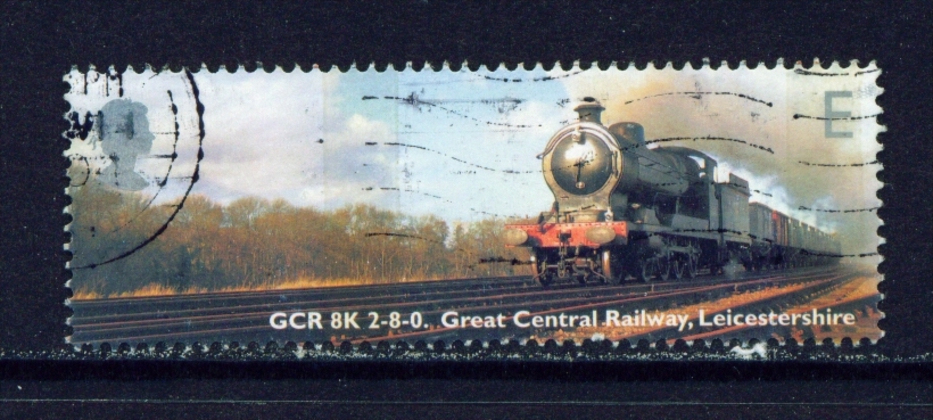 E
GCR 8K 2-8-0. Great Central Railway, Leicestershire